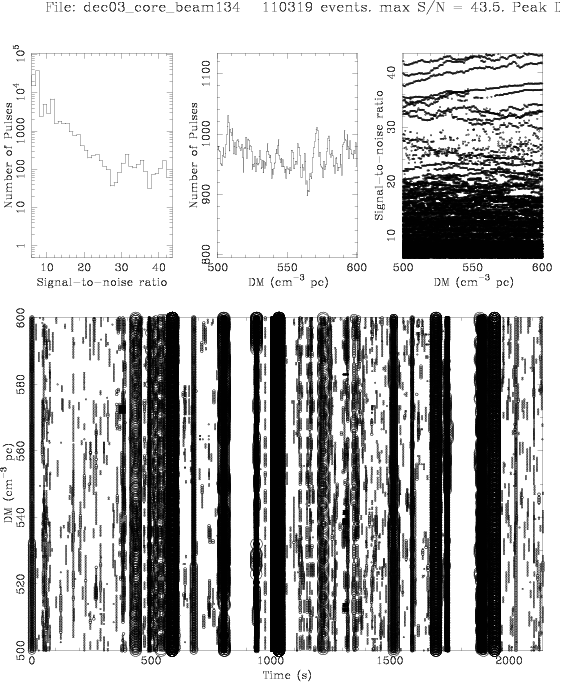 File: dec03_core_beam134 110319 events. max S/N = 43.5. Peak
Number of Pulses
1 10 100 1000 10^4 10^5
10 20 30 40
Signal-to-noise ratio
Number of Pulses
800 900 1000 1100
500 550 600
DM (cm^-3 pc)
Signal-to-noise ratio
10 20 30 40
500 550 600
DM (cm^-3 pc)
DM (cm^-3 pc)
500 520 540 560 580 600
0 500 1000 1500 2000
Time (s)